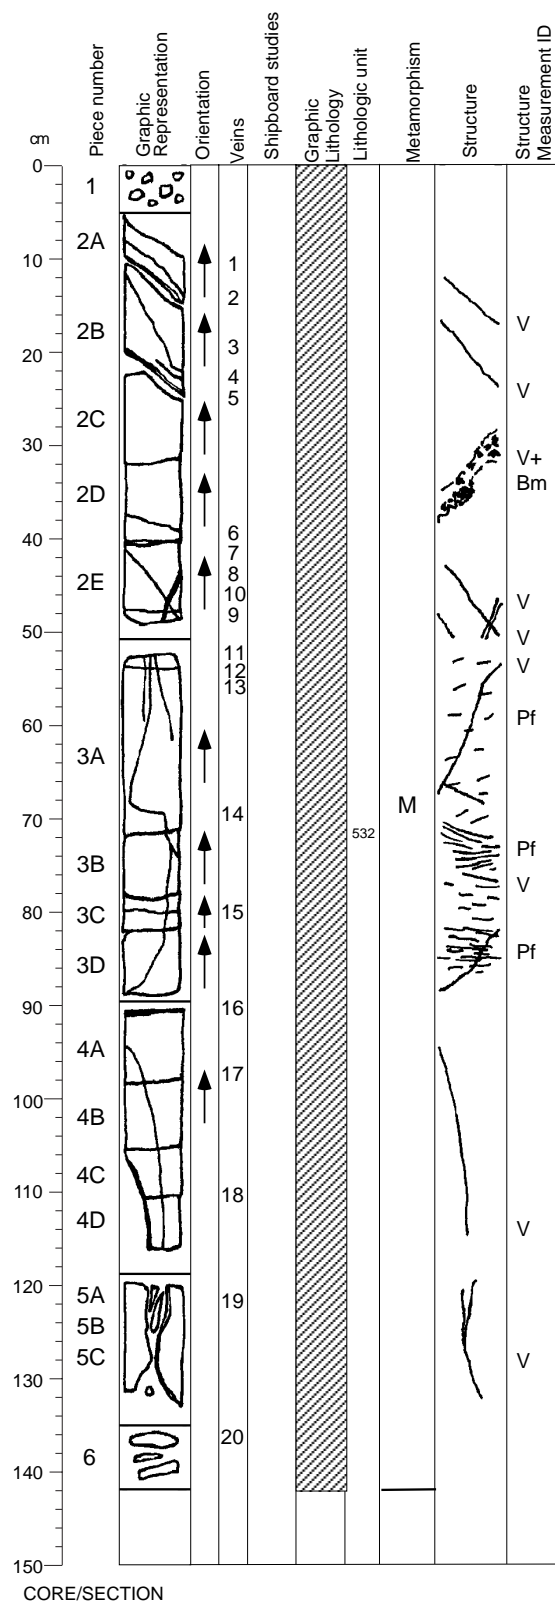 cm
Piece number
Graphic
Representation
Orientation
Veins
Shipboard studies
Graphic
Lithology
Lithologic unit
Metamorphism
Structure
Structure
Measurement ID
0
1
2A
10
1
2
V
2B
3
20
4
V
5
2C
30
V+
Bm
2D
40
6
7
8
2E
10
V
9
50
V
11
V
12
13
Pf
60
3A
M
70
14
532
Pf
3B
V
80
15
3C
Pf
3D
90
16
4A
17
100
4B
4C
110
18
4D
V
120
5A
19
5B
5C
V
130
20
6
140
150
CORE/SECTION